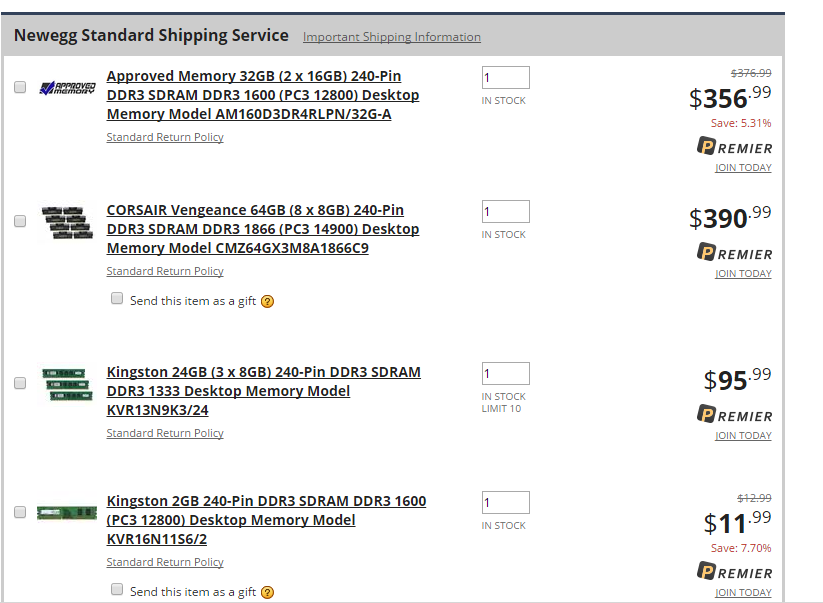 Newegg Standard Shipping Service Important Shipping Information
APPROVED MEMORY
Approved Memory 32GB (2 x 16GB) 240-Pin
DDR3 SDRAM DDR3 1600 (PC3 12800) Desktop
Memory Model AM160D3DR4RLPN/32G-A
Standard Return Policy
1
IN STOCK
$376.99
$356.99
Save: 5.31%
PREMIER
JOIN TODAY
CORSAIR Vengeance 64GB (8 x 8GB) 240-Pin
DDR3 SDRAM DDR3 1866 (PC3 14900) Desktop
Memory Model CMZ64GX3M8A1866C9
Standard Return Policy
Send this item as a gift ?
1
IN STOCK
$390.99
PREMIER
JOIN TODAY
Kingston 24GB (3 x 8GB) 240-Pin DDR3 SDRAM
DDR3 1333 Desktop Memory Model
KVR13N9K3/24
Standard Return Policy
1
IN STOCK
LIMIT 10
$95.99
PREMIER
JOIN TODAY
Kingston 2GB 240-Pin DDR3 SDRAM DDR3 1600
(PC3 12800) Desktop Memory Model
KVR16N11S6/2
Standard Return Policy
Send this item as a gift ?
1
IN STOCK
$12.99
$11.99
Save: 7.70%
PREMIER
JOIN TODAY